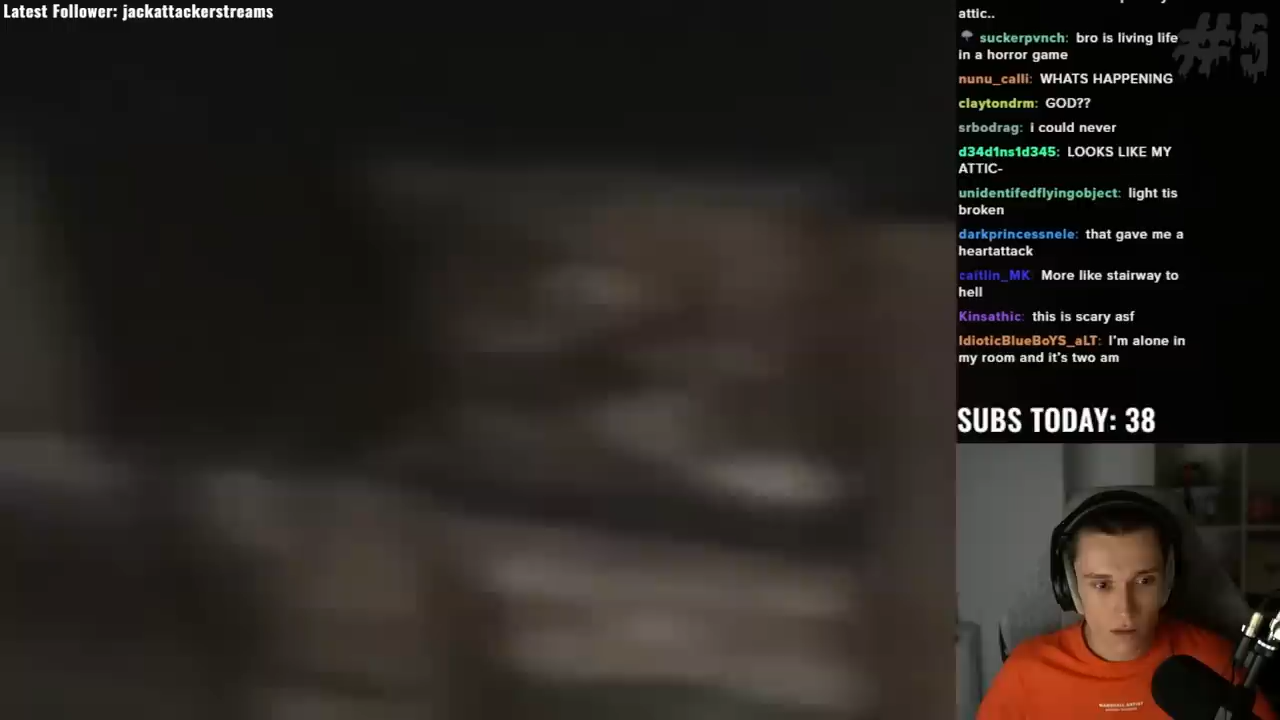 Latest Follower: jackattackerstreams
#5
attic..
suckerpvnch: bro is living life
in a horror game
nunu_calli: WHATS HAPPENING
claytondrm: GOD??
srbodrag: i could never
d34d1ns1d345: LOOKS LIKE MY
ATTIC-
unidentifedflyingobject: light tis
broken
darkprincessnele: that gave me a
heartattack
caitlin_MK: More like stairway to
hell
Kinsathic: this is scary asf
IdioticBlueBoYS_aLT: I'm alone in
my room and it's two am
SUBS TODAY: 38